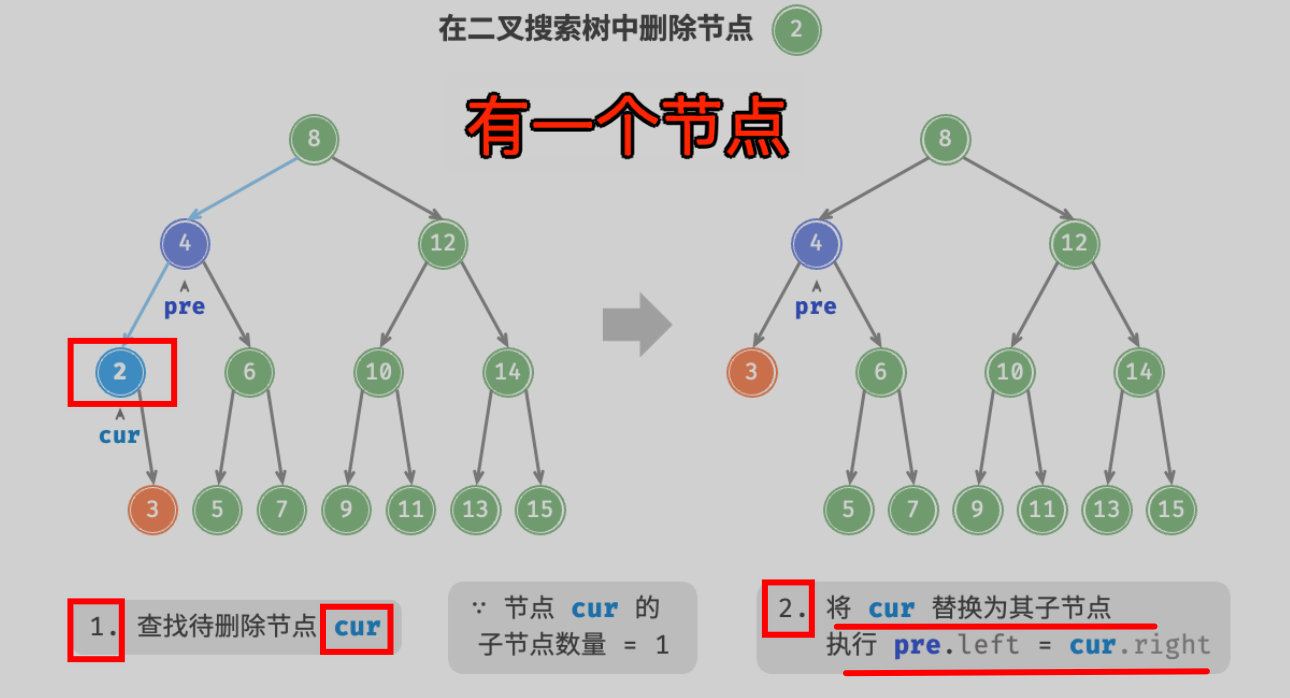 在二叉搜索树中删除节点 2
有一个节点
8
8
4
12
4
12
pre
pre
2
6
10
14
3
6
10
14
cur
3
5
7
9
11
13
15
5
7
9
11
13
15
1. 查找待删除节点 cur
∵ 节点 cur 的
子节点数量 = 1
2. 将 cur 替换为其子节点
执行 pre.left = cur.right